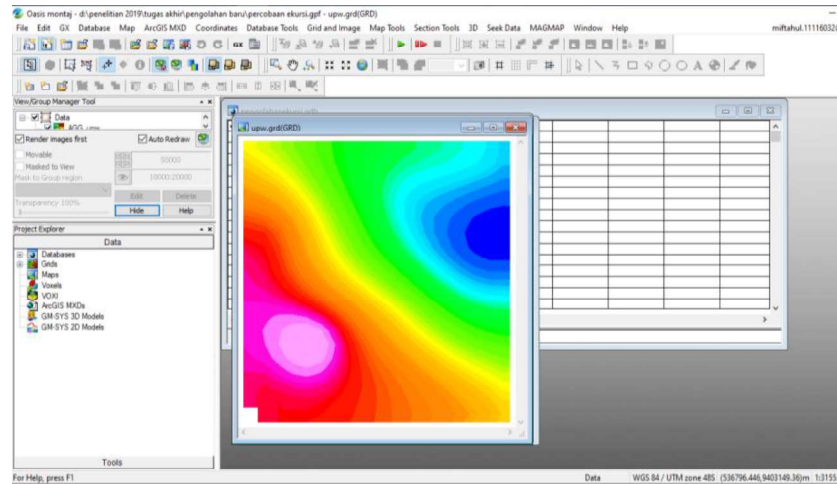 Oasis montaj - d:\penelitian 2019\tugas akhir\pengolahan baru\percobaan ekursi.gpf - upw.grd(GRD)
File Edit GX Database Map ArcGIS MXD Coordinates Database Tools Grid and Image Map Tools Section Tools 3D Seek Data MAGMAP Window Help
View/Group Manager Tool
Data
AGG_upw
Render images first
Auto Redraw
Movable
Masked to View
50000
Mask to Group region
10000:20000
Edit
Delete
Transparency 100%
Hide
Help
Project Explorer
Data
Databases
Grids
Maps
Voxels
VOXI
ArcGIS MXDs
GM-SYS 3D Models
GM-SYS 2D Models
Tools
upw.grd(GRD)
For Help, press F1
Data
WGS 84 / UTM zone 48S
(536796.446,9403149.36)m
1:3155